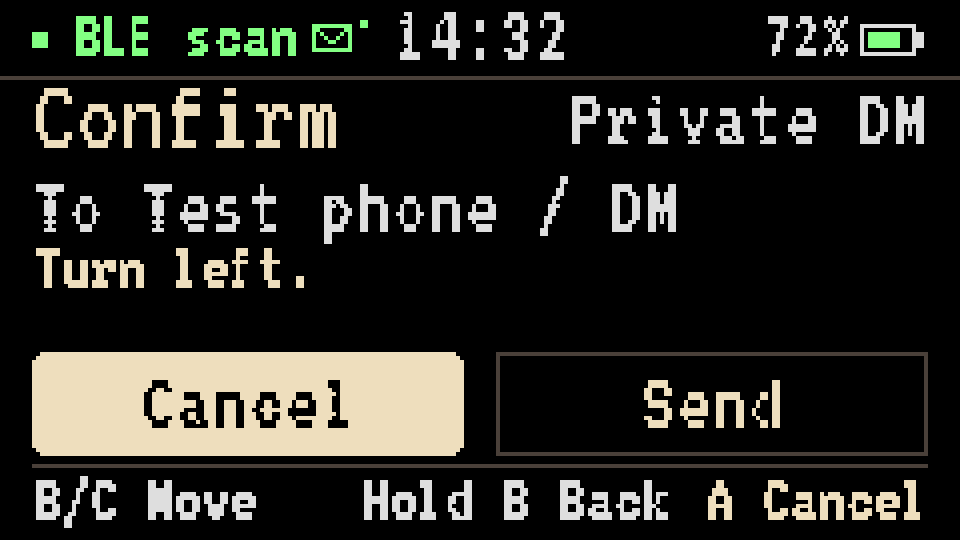 BLE scan 14:32 72%
Confirm Private DM
To Test phone / DM
Turn left.
Cancel Send
B/C Move Hold B Back A Cancel